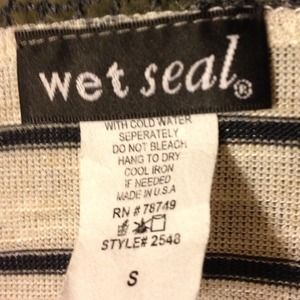 wet seal®
WITH COLD WATER
SEPERATELY
DO NOT BLEACH
HANG TO DRY
COOL IRON
IF NEEDED
MADE IN U.S.A
RN # 78749
STYLE# 2548
S